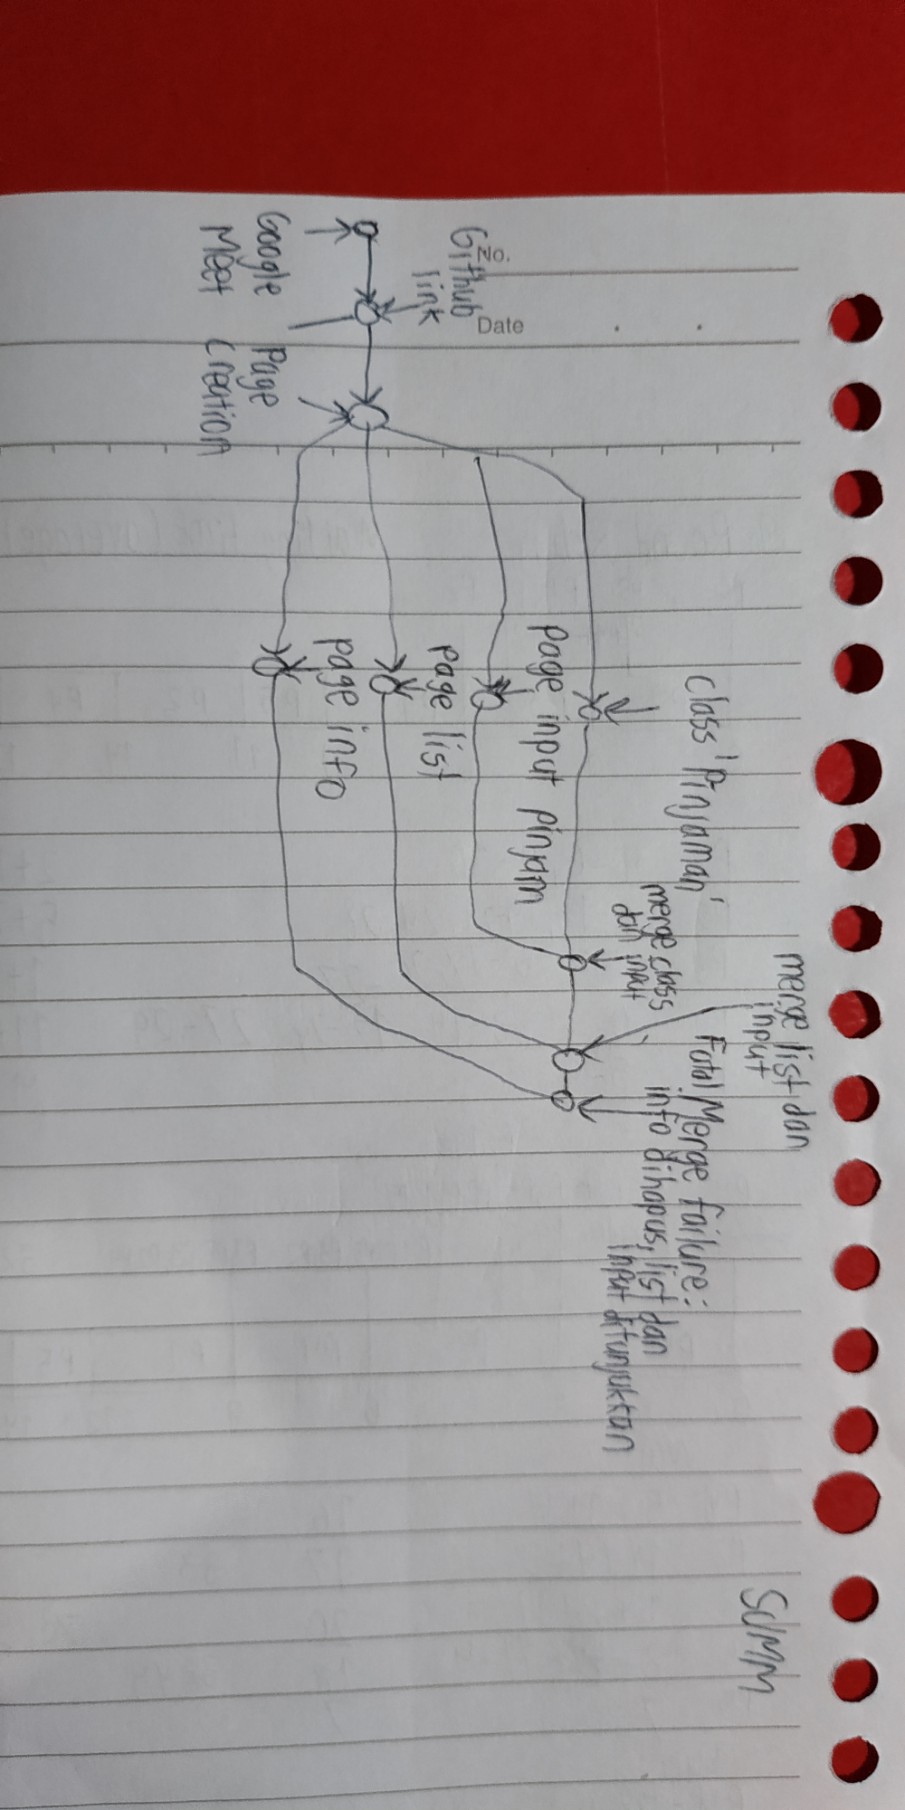 No.
Date
Github
link
Google
Meet
Page
Creation
class 'Pinjaman'
page input pinjam
page list
page info
merge class
dan input
merge list dan
input
Fatal Merge failure:
info dihapus, list dan
input ditunjukkan
SUMM